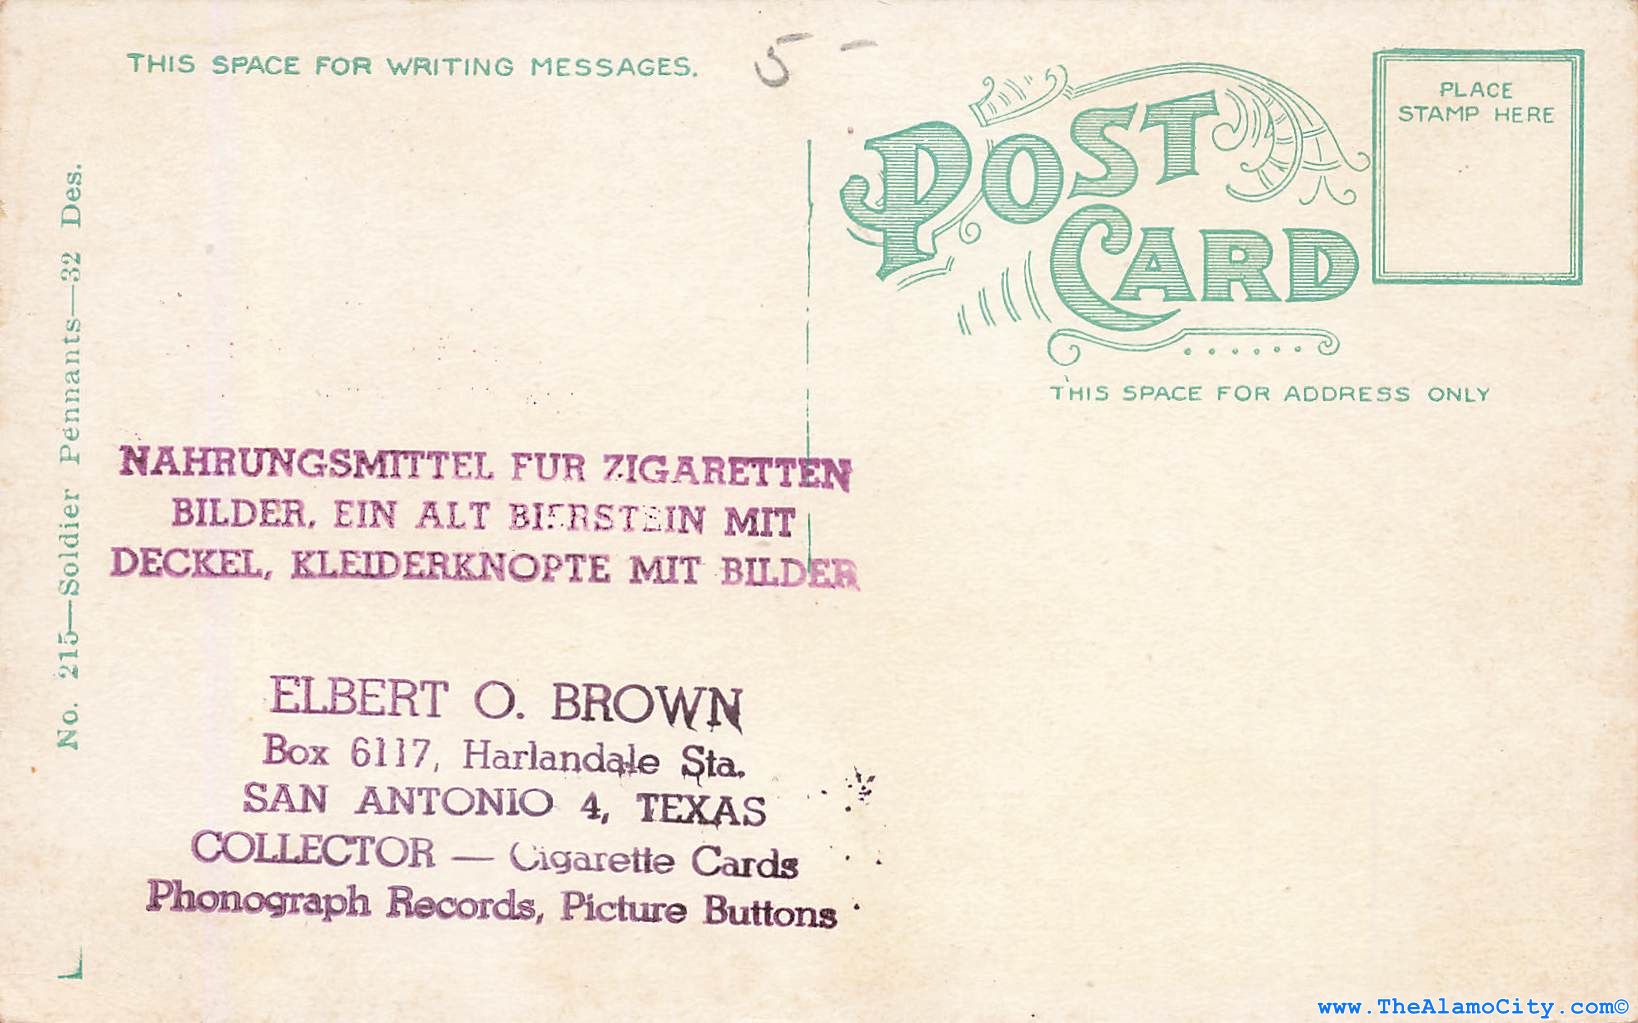 THIS SPACE FOR WRITING MESSAGES.
5 -
POST
CARD
PLACE
STAMP HERE
THIS SPACE FOR ADDRESS ONLY
No. 215—Soldier Pennants—32 Des.
NAHRUNGSMITTEL FUR ZIGARETTEN
BILDER. EIN ALT BIERSTEIN MIT
DECKEL, KLEIDERKNOPTE MIT BILDER
ELBERT O. BROWN
Box 6117, Harlandale Sta.
SAN ANTONIO 4, TEXAS
COLLECTOR — Cigarette Cards
Phonograph Records, Picture Buttons
L
www.TheAlamoCity.com©